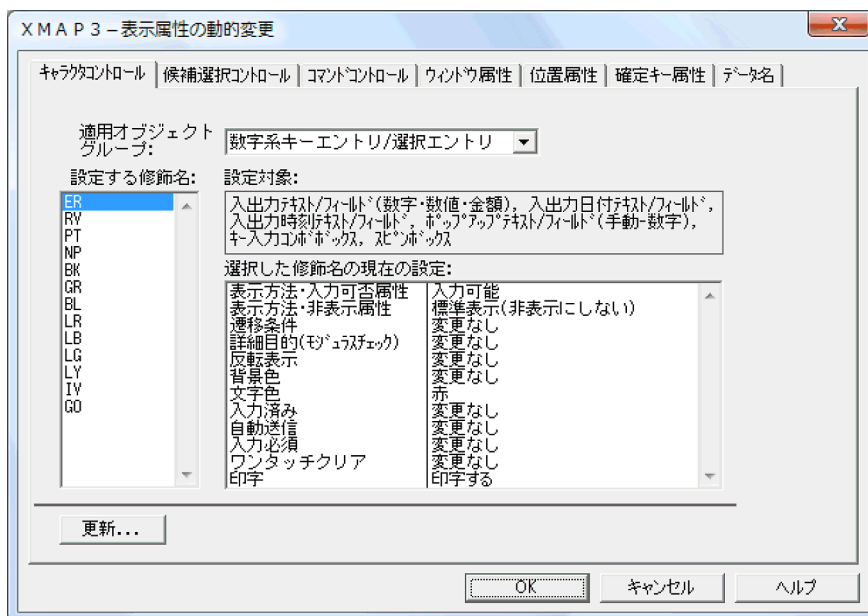 ＸＭＡＰ３－表示属性の動的変更
ｷｬﾗｸﾀｺﾝﾄﾛｰﾙ 候補選択ｺﾝﾄﾛｰﾙ ｺﾏﾝﾄﾞｺﾝﾄﾛｰﾙ ｳｨﾝﾄﾞｳ属性 位置属性 確定キー属性 ﾃﾞｰﾀ名
適用オブジェクト
グループ:
数字系キーエントリ/選択エントリ
設定する修飾名:
ER
RV
PT
NP
BK
GR
BL
LR
LB
LG
LY
IV
GO
設定対象:
入出力ﾃｷｽﾄ/ﾌｨｰﾙﾄﾞ(数字・数値・金額), 入出力日付ﾃｷｽﾄ/ﾌｨｰﾙﾄﾞ,
入出力時刻ﾃｷｽﾄ/ﾌｨｰﾙﾄﾞ, ﾎﾟｯﾌﾟｱｯﾌﾟﾃｷｽﾄ/ﾌｨｰﾙﾄﾞ(手動-数字),
ｷｰ入力ｺﾝﾎﾞﾎﾞｯｸｽ, ｽﾋﾟﾝﾎﾞｯｸｽ
選択した修飾名の現在の設定:
表示方法・入力可否属性 入力可能
表示方法・非表示属性 標準表示(非表示にしない)
遷移条件 変更なし
詳細目的(ﾓｼﾞｭﾗｽﾁｪｯｸ) 変更なし
反転表示 変更なし
背景色 変更なし
文字色 赤
入力済み 変更なし
自動送信 変更なし
入力必須 変更なし
ワンタッチクリア 変更なし
印字 印字する
更新...
OK キャンセル ヘルプ